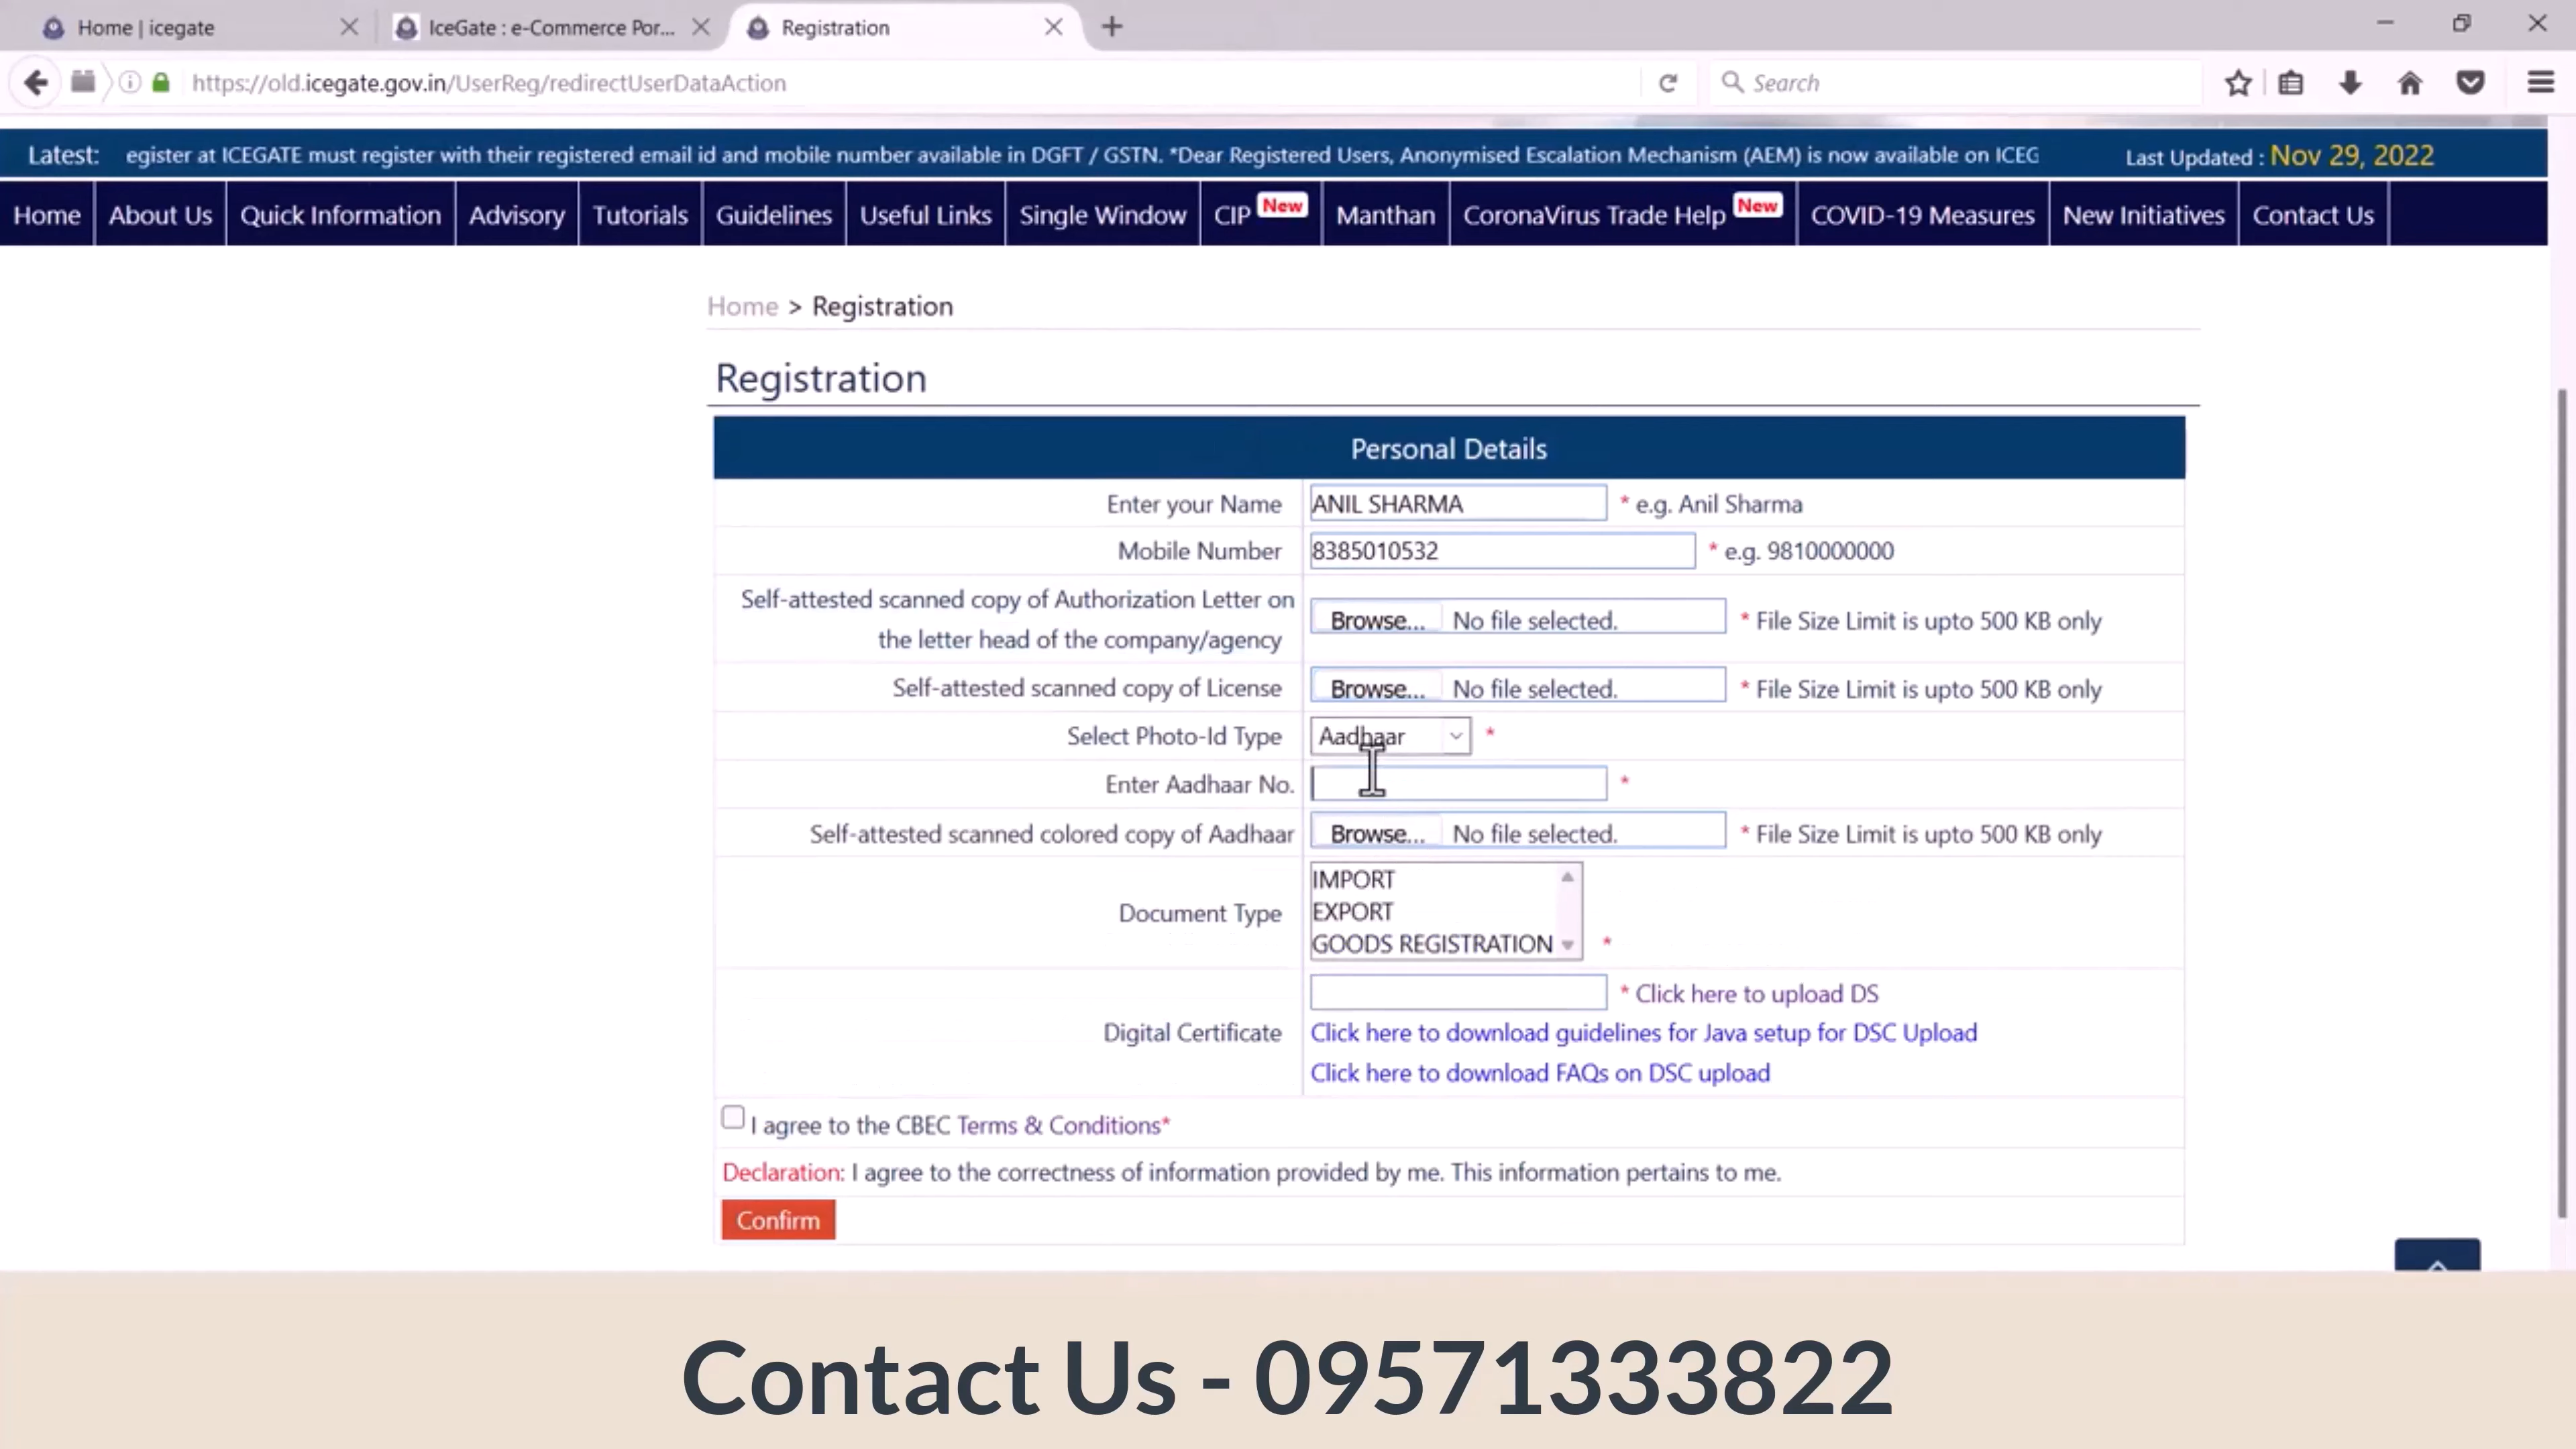 Home | icegate
IceGate : e-Commerce Por...
Registration
https://old.icegate.gov.in/UserReg/redirectUserDataAction
Search
Latest: egister at ICEGATE must register with their registered email id and mobile number available in DGFT / GSTN. *Dear Registered Users, Anonymised Escalation Mechanism (AEM) is now available on ICEG Last Updated : Nov 29, 2022
Home About Us Quick Information Advisory Tutorials Guidelines Useful Links Single Window CIP New Manthan CoronaVirus Trade Help New COVID-19 Measures New Initiatives Contact Us
Home > Registration
Registration
Personal Details
Enter your Name ANIL SHARMA * e.g. Anil Sharma
Mobile Number 8385010532 * e.g. 9810000000
Self-attested scanned copy of Authorization Letter on
the letter head of the company/agency
Browse... No file selected. * File Size Limit is upto 500 KB only
Self-attested scanned copy of License Browse... No file selected. * File Size Limit is upto 500 KB only
Select Photo-Id Type Aadhaar *
Enter Aadhaar No. *
Self-attested scanned colored copy of Aadhaar Browse... No file selected. * File Size Limit is upto 500 KB only
Document Type
IMPORT
EXPORT
GOODS REGISTRATION *
Digital Certificate
* Click here to upload DS
Click here to download guidelines for Java setup for DSC Upload
Click here to download FAQs on DSC upload
I agree to the CBEC Terms & Conditions*
Declaration: I agree to the correctness of information provided by me. This information pertains to me.
Confirm
Contact Us - 09571333822